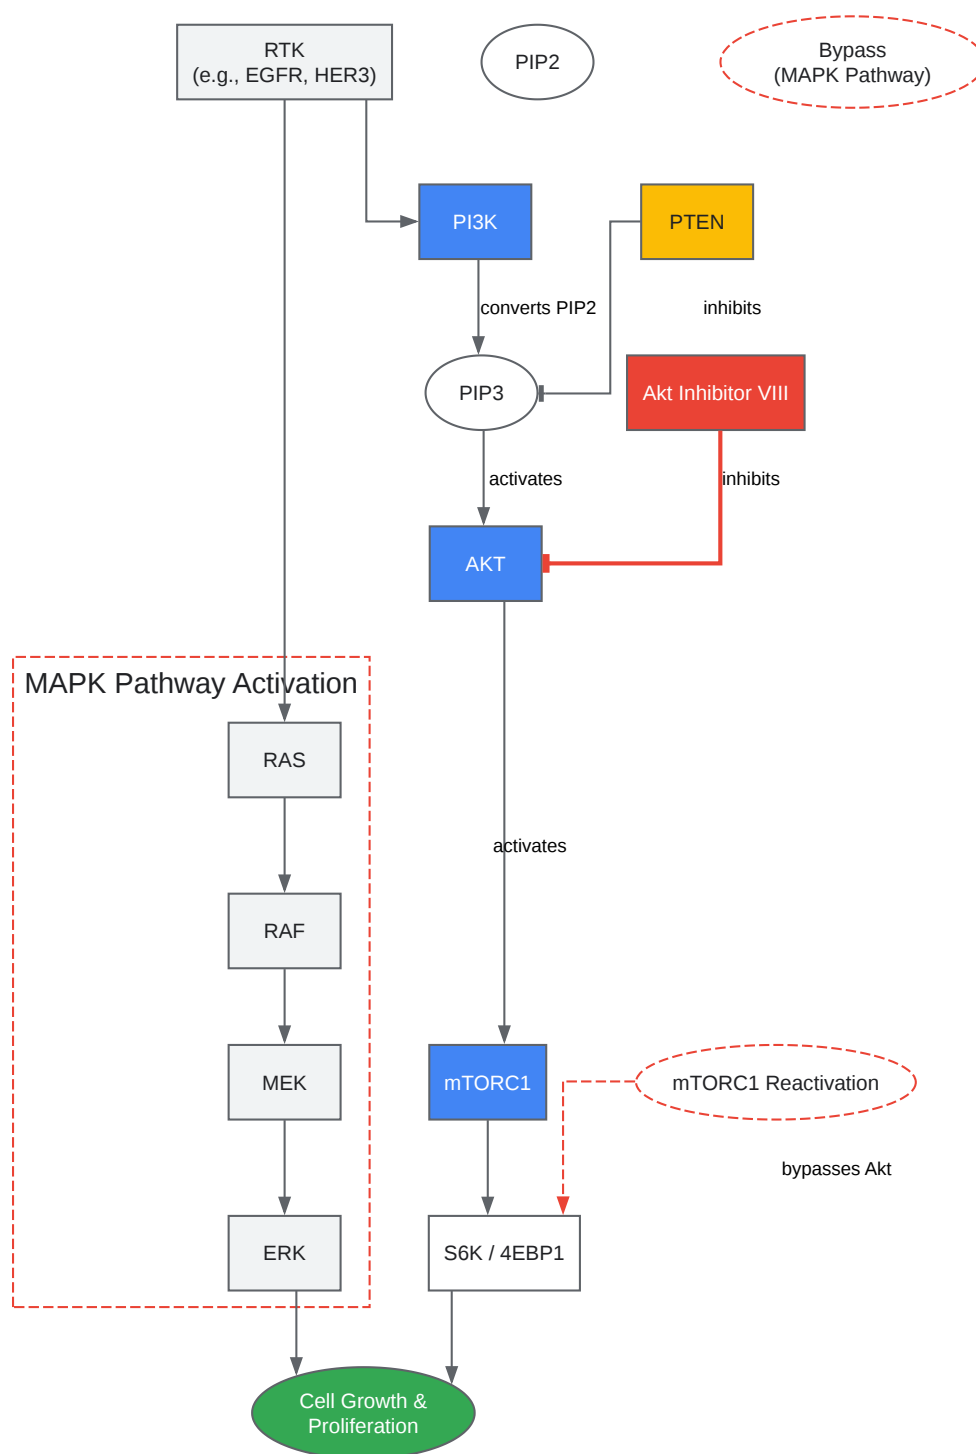 RTK
(e.g., EGFR, HER3)
PIP2
Bypass
(MAPK Pathway)
PI3K
PTEN
converts PIP2
inhibits
PIP3
Akt Inhibitor VIII
activates
inhibits
AKT
MAPK Pathway Activation
RAS
activates
RAF
MEK
mTORC1
mTORC1 Reactivation
bypasses Akt
ERK
S6K / 4EBP1
Cell Growth &
Proliferation